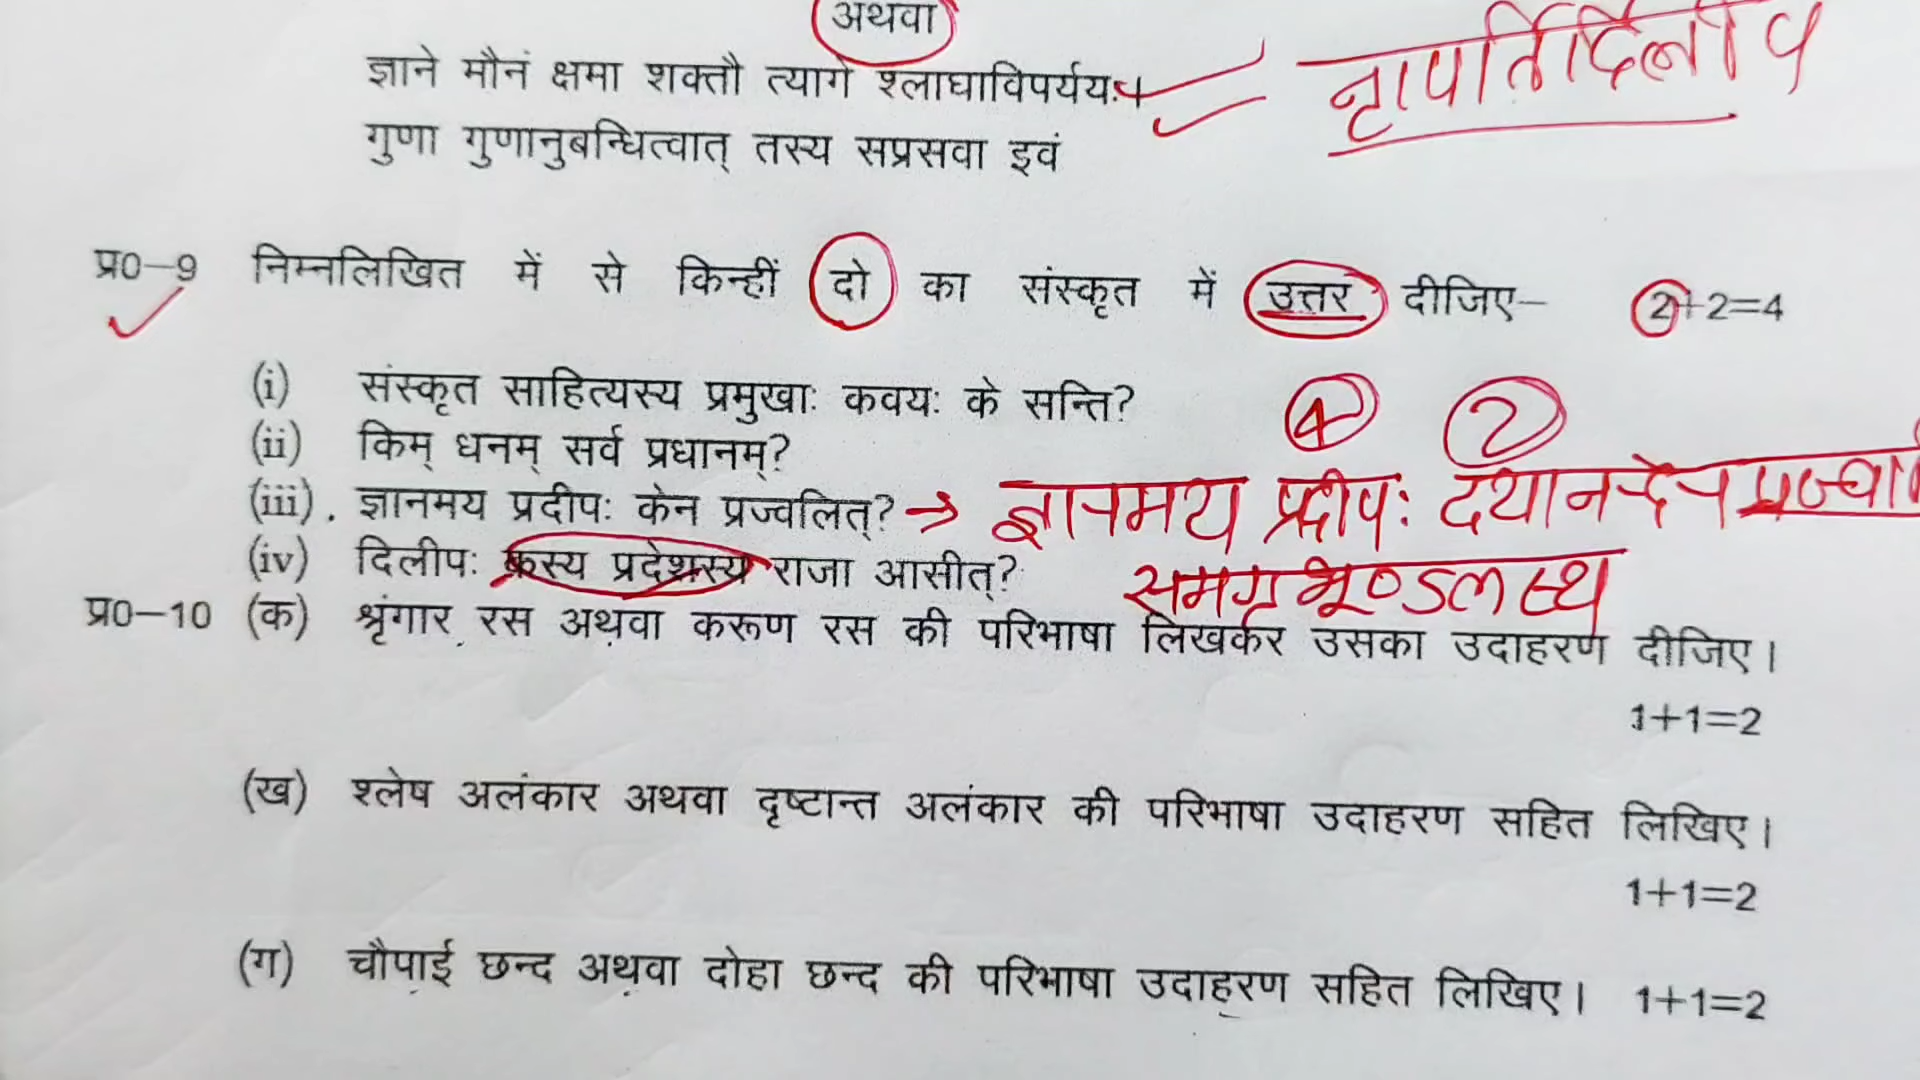 अथवा
ज्ञाने मौनं क्षमा शक्तौ त्यागे श्लाघाविपर्ययः।
नृपतिदिलीप
गुणा गुणानुबन्धित्वात् तस्य सप्रसवा इवं
प्र0–9 निम्नलिखित में से किन्हीं दो का संस्कृत में उत्तर दीजिए– 2+2=4
(i) संस्कृत साहित्यस्य प्रमुखाः कवयः के सन्ति? 4 2
(ii) किम् धनम् सर्व प्रधानम्?
(iii). ज्ञानमय प्रदीपः केन प्रज्वलित्? → ज्ञानमय प्रदीपः दयानन्देन
(iv) दिलीपः कस्य प्रदेशस्य राजा आसीत्?
प्र0–10 (क) श्रृंगार रस अथवा करूण रस की परिभाषा लिखकर उसका उदाहरण दीजिए।
1+1=2
(ख) श्लेष अलंकार अथवा दृष्टान्त अलंकार की परिभाषा उदाहरण सहित लिखिए।
1+1=2
(ग) चौपाई छन्द अथवा दोहा छन्द की परिभाषा उदाहरण सहित लिखिए। 1+1=2